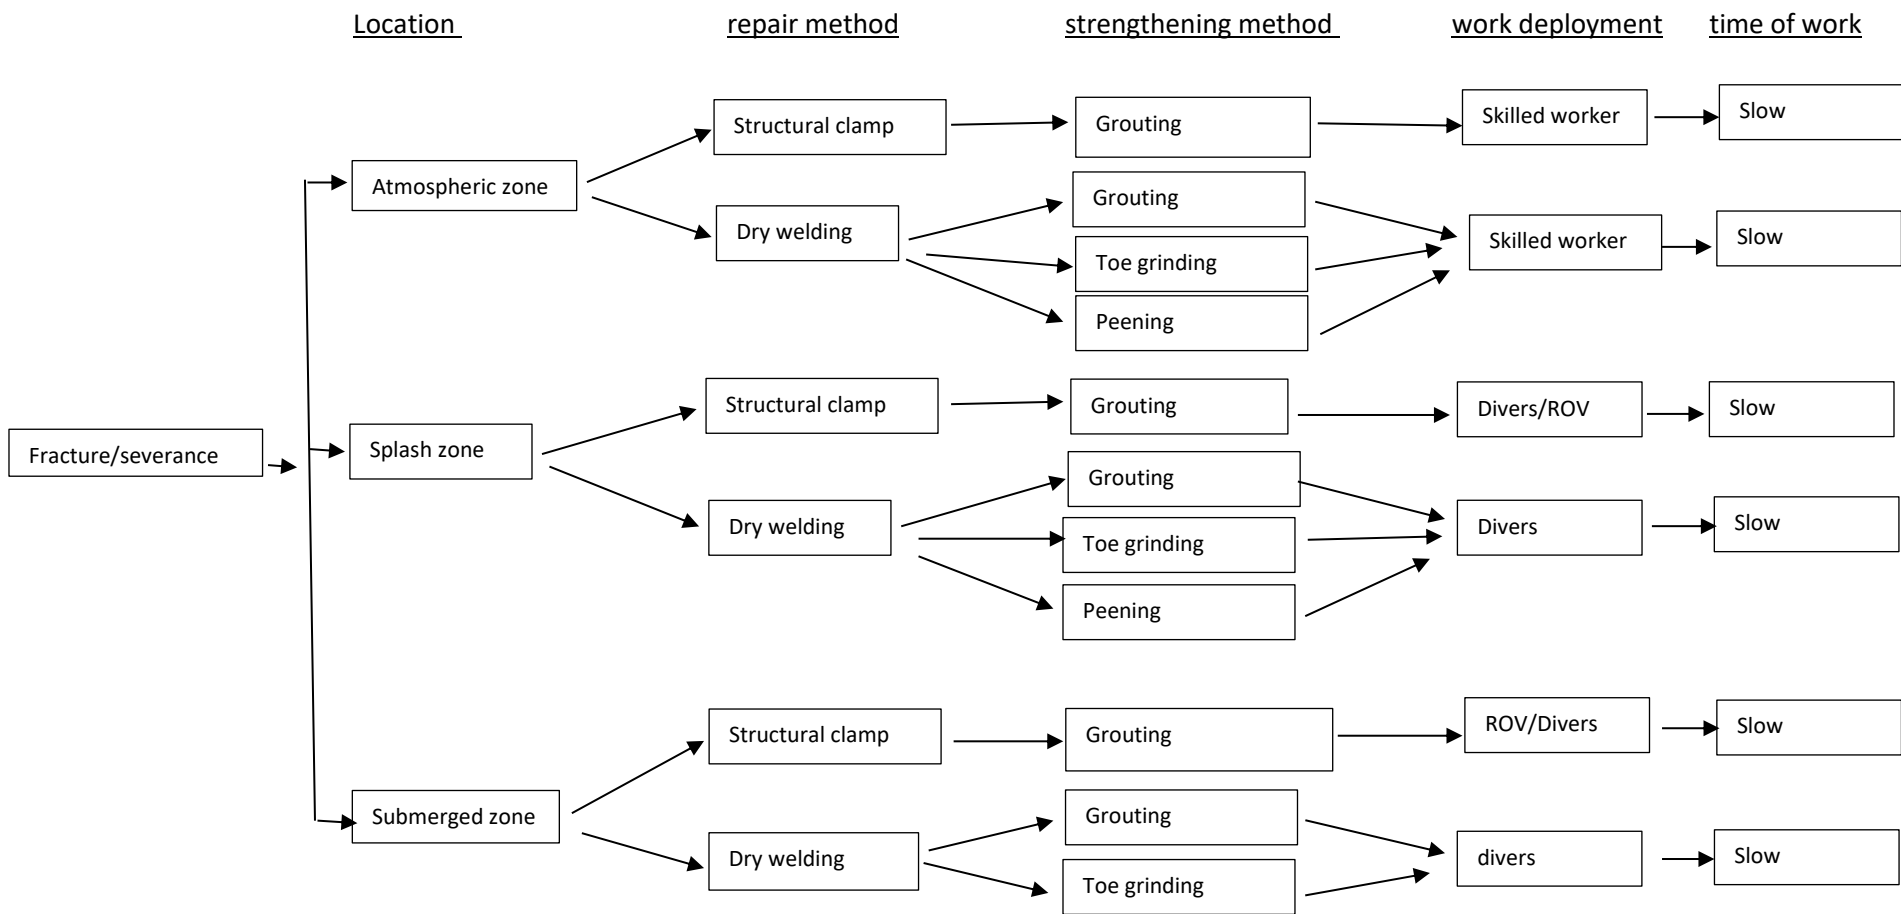 Location
repair method
strengthening method
work deployment
time of work
Structural clamp
Grouting
Skilled worker
Slow
Atmospheric zone
Grouting
Dry welding
Toe grinding
Skilled worker
Slow
Peening
Structural clamp
Grouting
Divers/ROV
Slow
Fracture/severance
Splash zone
Grouting
Dry welding
Toe grinding
Divers
Slow
Peening
Structural clamp
Grouting
ROV/Divers
Slow
Submerged zone
Grouting
Dry welding
Toe grinding
divers
Slow